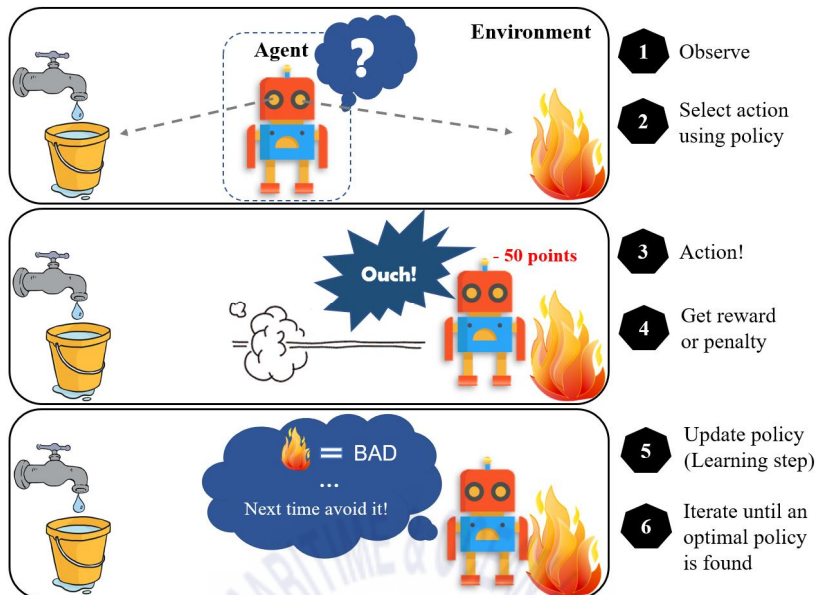 Agent
?
Environment
1 Observe
2 Select action
using policy
Ouch!
- 50 points
3 Action!
4 Get reward
or penalty
= BAD
...
Next time avoid it!
5 Update policy
(Learning step)
6 Iterate until an
optimal policy
is found
MARITIME &